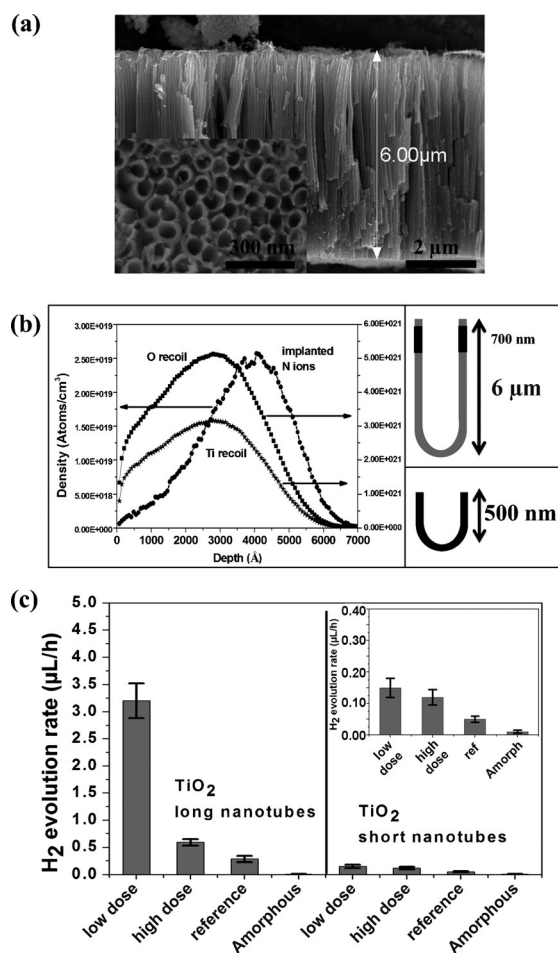 (a)
6.00μm
300 nm
2 μm
(b)
Density (Atoms/cm³)
3.00E+019
2.50E+019
2.00E+019
1.50E+019
1.00E+019
5.00E+018
0.00E+000
O recoil
implanted
N ions
Ti recoil
6.00E+021
5.00E+021
4.00E+021
3.00E+021
2.00E+021
1.00E+021
0.00E+000
0 1000 2000 3000 4000 5000 6000 7000
Depth (Å)
700 nm
6 μm
500 nm
(c)
H₂ evolution rate (μL/h)
5.0
4.5
4.0
3.5
3.0
2.5
2.0
1.5
1.0
0.5
0.0
TiO₂
long nanotubes
low dose
high dose
reference
Amorphous
H₂ evolution rate (μL/h)
0.40
0.30
0.20
0.10
0.00
low
dose
high
dose
ref
Amorph
TiO₂
short nanotubes
low dose
high dose
reference
Amorphous